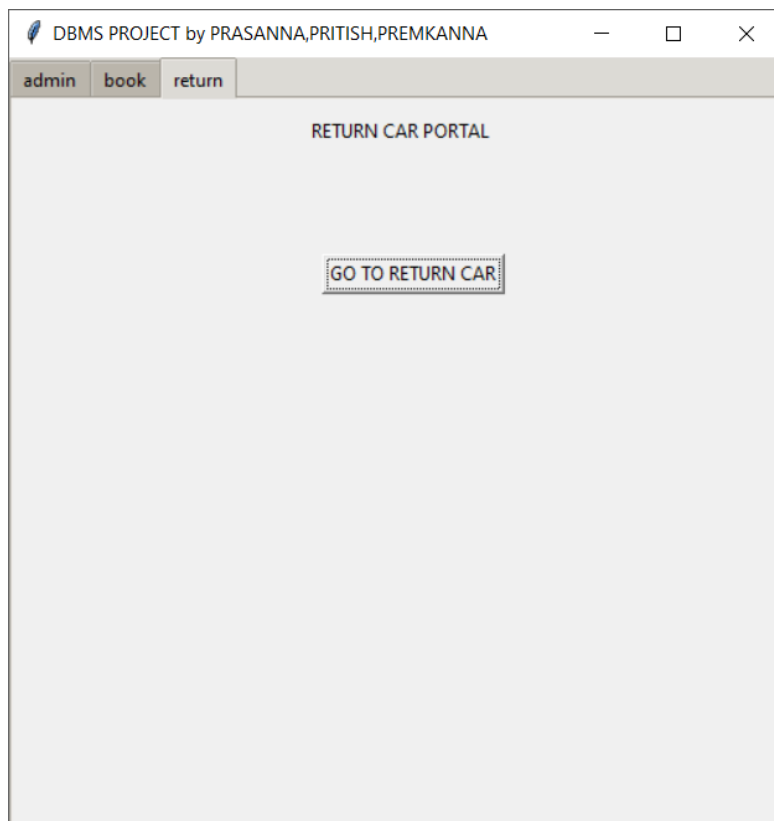 DBMS PROJECT by PRASANNA,PRITISH,PREMKANNA
admin book return
RETURN CAR PORTAL
GO TO RETURN CAR